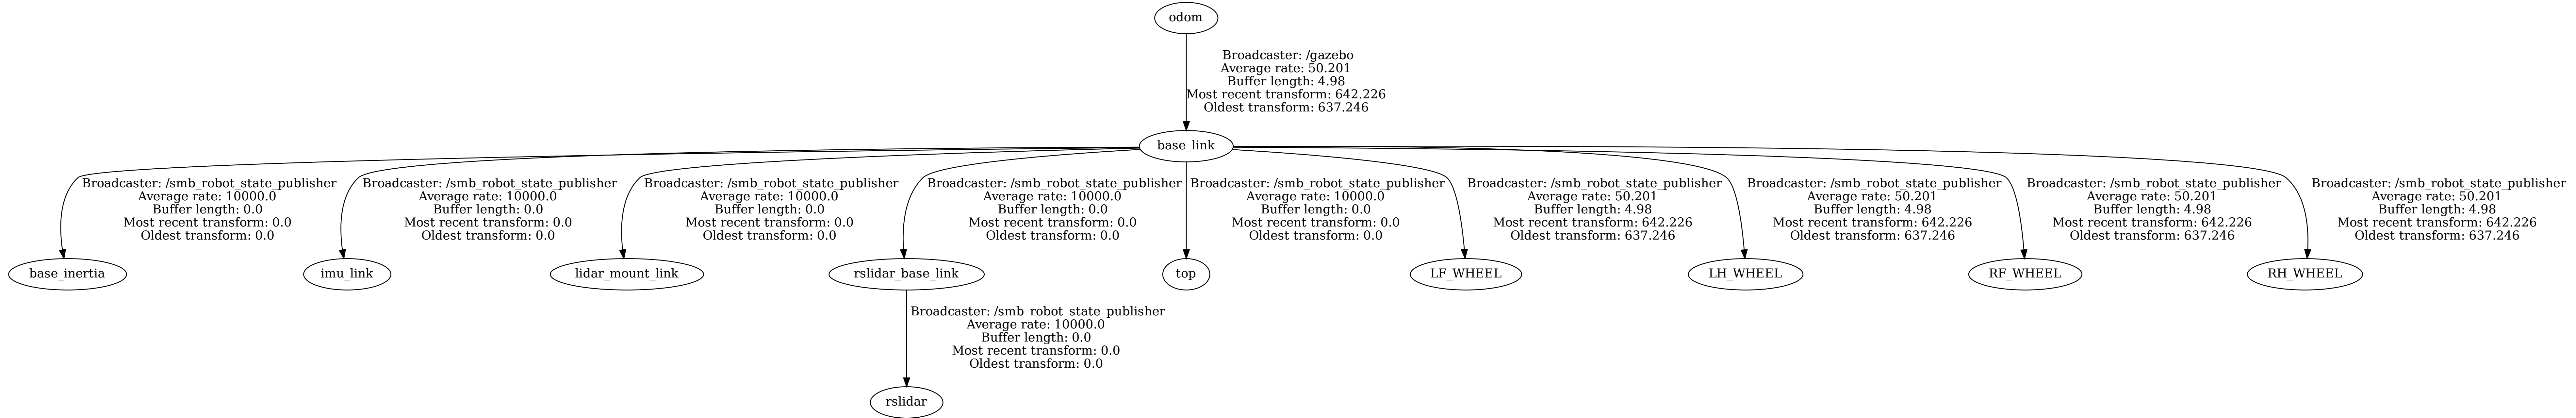 odom
Broadcaster: /gazebo
Average rate: 50.201
Buffer length: 4.98
Most recent transform: 642.226
Oldest transform: 637.246
base_link
Broadcaster: /smb_robot_state_publisher
Average rate: 10000.0
Buffer length: 0.0
Most recent transform: 0.0
Oldest transform: 0.0
Broadcaster: /smb_robot_state_publisher
Average rate: 10000.0
Buffer length: 0.0
Most recent transform: 0.0
Oldest transform: 0.0
Broadcaster: /smb_robot_state_publisher
Average rate: 10000.0
Buffer length: 0.0
Most recent transform: 0.0
Oldest transform: 0.0
Broadcaster: /smb_robot_state_publisher
Average rate: 10000.0
Buffer length: 0.0
Most recent transform: 0.0
Oldest transform: 0.0
Broadcaster: /smb_robot_state_publisher
Average rate: 10000.0
Buffer length: 0.0
Most recent transform: 0.0
Oldest transform: 0.0
Broadcaster: /smb_robot_state_publisher
Average rate: 50.201
Buffer length: 4.98
Most recent transform: 642.226
Oldest transform: 637.246
Broadcaster: /smb_robot_state_publisher
Average rate: 50.201
Buffer length: 4.98
Most recent transform: 642.226
Oldest transform: 637.246
Broadcaster: /smb_robot_state_publisher
Average rate: 50.201
Buffer length: 4.98
Most recent transform: 642.226
Oldest transform: 637.246
Broadcaster: /smb_robot_state_publisher
Average rate: 50.201
Buffer length: 4.98
Most recent transform: 642.226
Oldest transform: 637.246
base_inertia
imu_link
lidar_mount_link
rslidar_base_link
top
LF_WHEEL
LH_WHEEL
RF_WHEEL
RH_WHEEL
Broadcaster: /smb_robot_state_publisher
Average rate: 10000.0
Buffer length: 0.0
Most recent transform: 0.0
Oldest transform: 0.0
rslidar